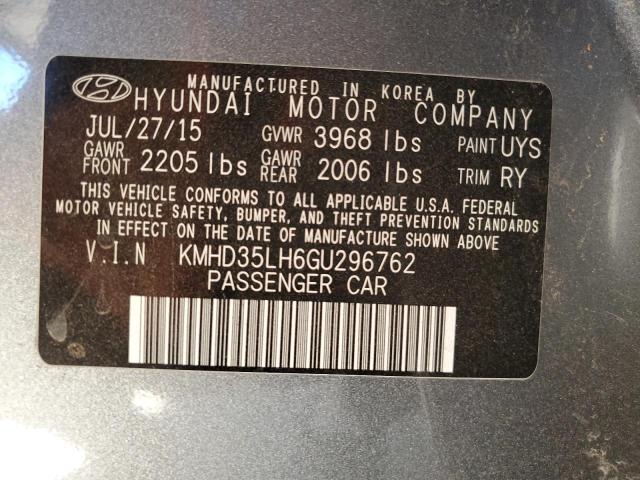 MANUFACTURED IN KOREA BY
HYUNDAI MOTOR COMPANY
JUL/27/15 GVWR 3968 lbs PAINT UYS
GAWR FRONT 2205 lbs GAWR REAR 2006 lbs TRIM RY
THIS VEHICLE CONFORMS TO ALL APPLICABLE U.S.A. FEDERAL
MOTOR VEHICLE SAFETY, BUMPER, AND THEFT PREVENTION STANDARDS
IN EFFECT ON THE DATE OF MANUFACTURE SHOWN ABOVE
V.I.N KMHD35LH6GU296762
PASSENGER CAR